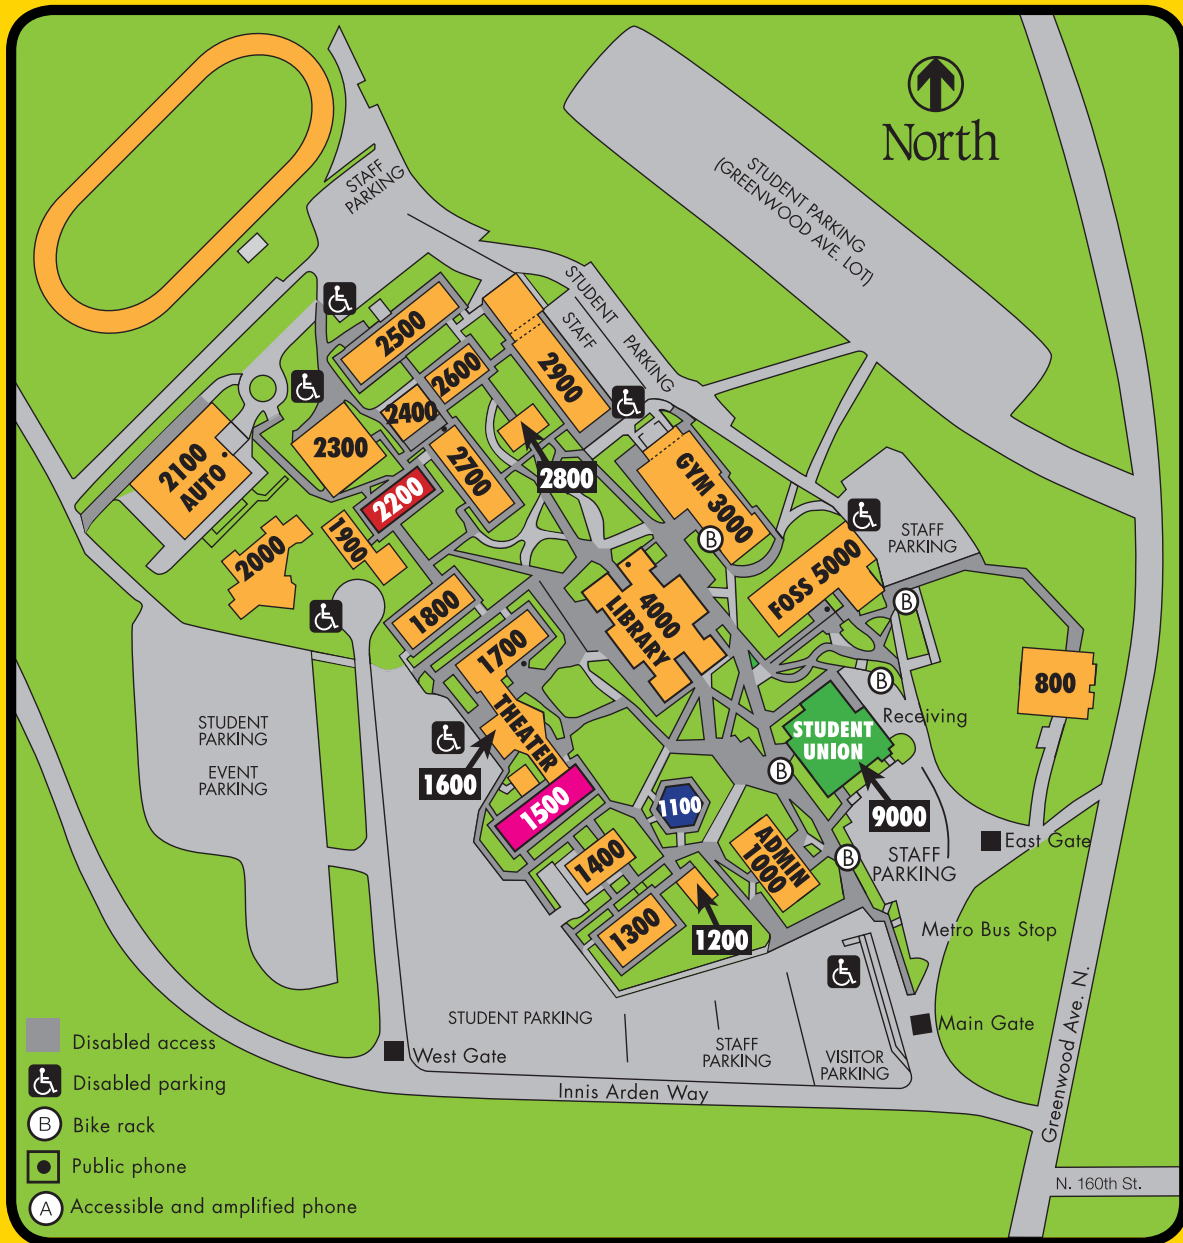 North
STAFF
PARKING
STUDENT PARKING
(GREENWOOD AVE. LOT)
STUDENT PARKING
STAFF
2500
2600
2900
2400
2300
2100
AUTO
2700
2800
2200
GYM 3000
B
1900
2000
STAFF
PARKING
FOSS 5000
B
1800
4000
LIBRARY
1700
B
800
STUDENT
PARKING
EVENT
PARKING
THEATER
Receiving
STUDENT
UNION
1600
B
1500
1100
9000
ADMIN
1000
B
East Gate
STAFF
PARKING
1400
1300
1200
Metro Bus Stop
STUDENT PARKING
STAFF
PARKING
VISITOR
PARKING
Main Gate
West Gate
Innis Arden Way
Greenwood Ave. N.
N. 160th St.
Disabled access
Disabled parking
B Bike rack
Public phone
A Accessible and amplified phone